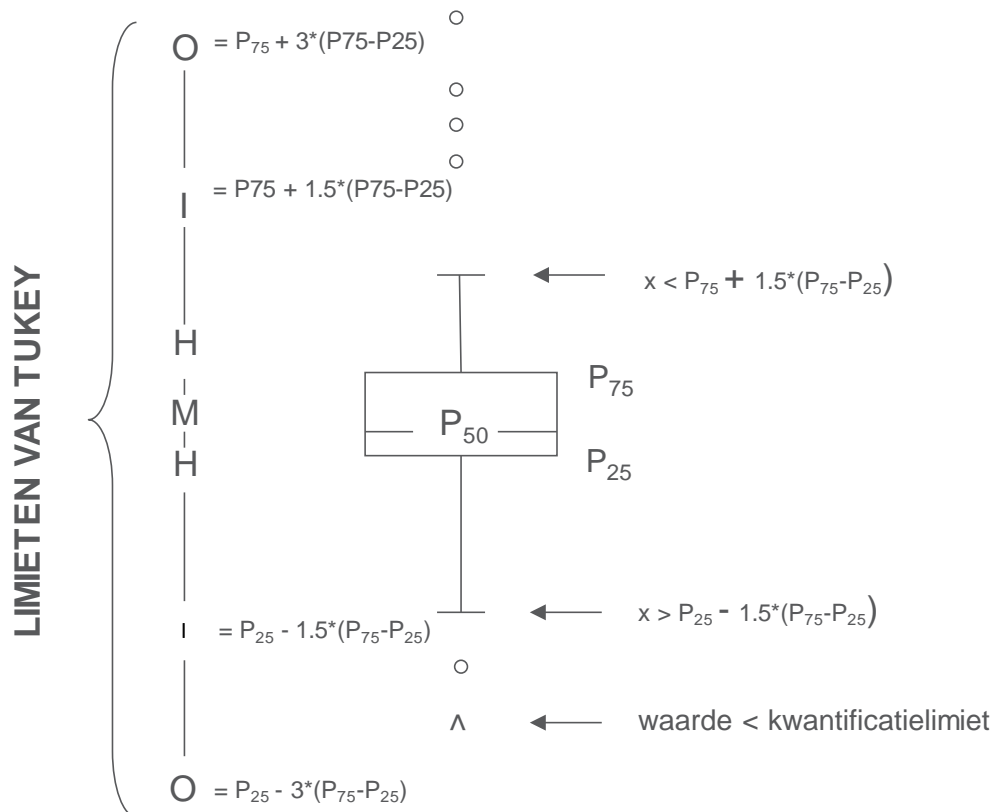 LIMIETEN VAN TUKEY
O = P₇₅ + 3*(P75-P25)
I = P75 + 1.5*(P75-P25)
H
M
H
I = P₂₅ - 1.5*(P₇₅-P₂₅)
O = P₂₅ - 3*(P₇₅-P₂₅)
x < P₇₅ + 1.5*(P₇₅-P₂₅)
P₇₅
P₅₀
P₂₅
x > P₂₅ - 1.5*(P₇₅-P₂₅)
^
waarde < kwantificatielimiet